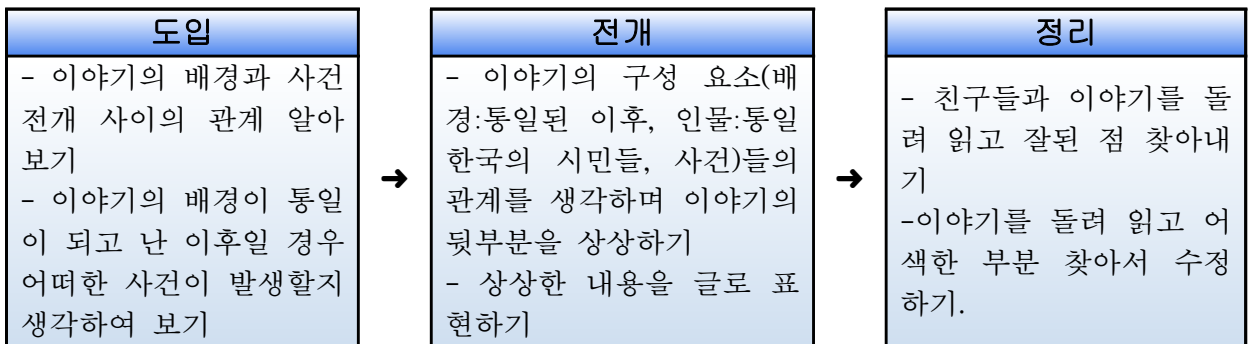 도입
- 이야기의 배경과 사건
전개 사이의 관계 알아
보기
- 이야기의 배경이 통일
이 되고 난 이후일 경우
어떠한 사건이 발생할지
생각하여 보기
➜
전개
- 이야기의 구성 요소(배
경:통일된 이후, 인물:통일
한국의 시민들, 사건)들의
관계를 생각하며 이야기의
뒷부분을 상상하기
- 상상한 내용을 글로 표
현하기
➜
정리
- 친구들과 이야기를 돌
려 읽고 잘된 점 찾아내
기
-이야기를 돌려 읽고 어
색한 부분 찾아서 수정
하기.